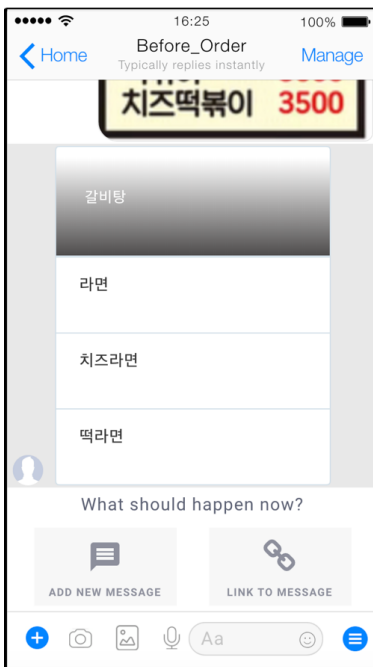 16:25 100%
Home Before_Order Manage
Typically replies instantly
치즈떡볶이 3500
갈비탕
라면
치즈라면
떡라면
What should happen now?
ADD NEW MESSAGE LINK TO MESSAGE
Aa